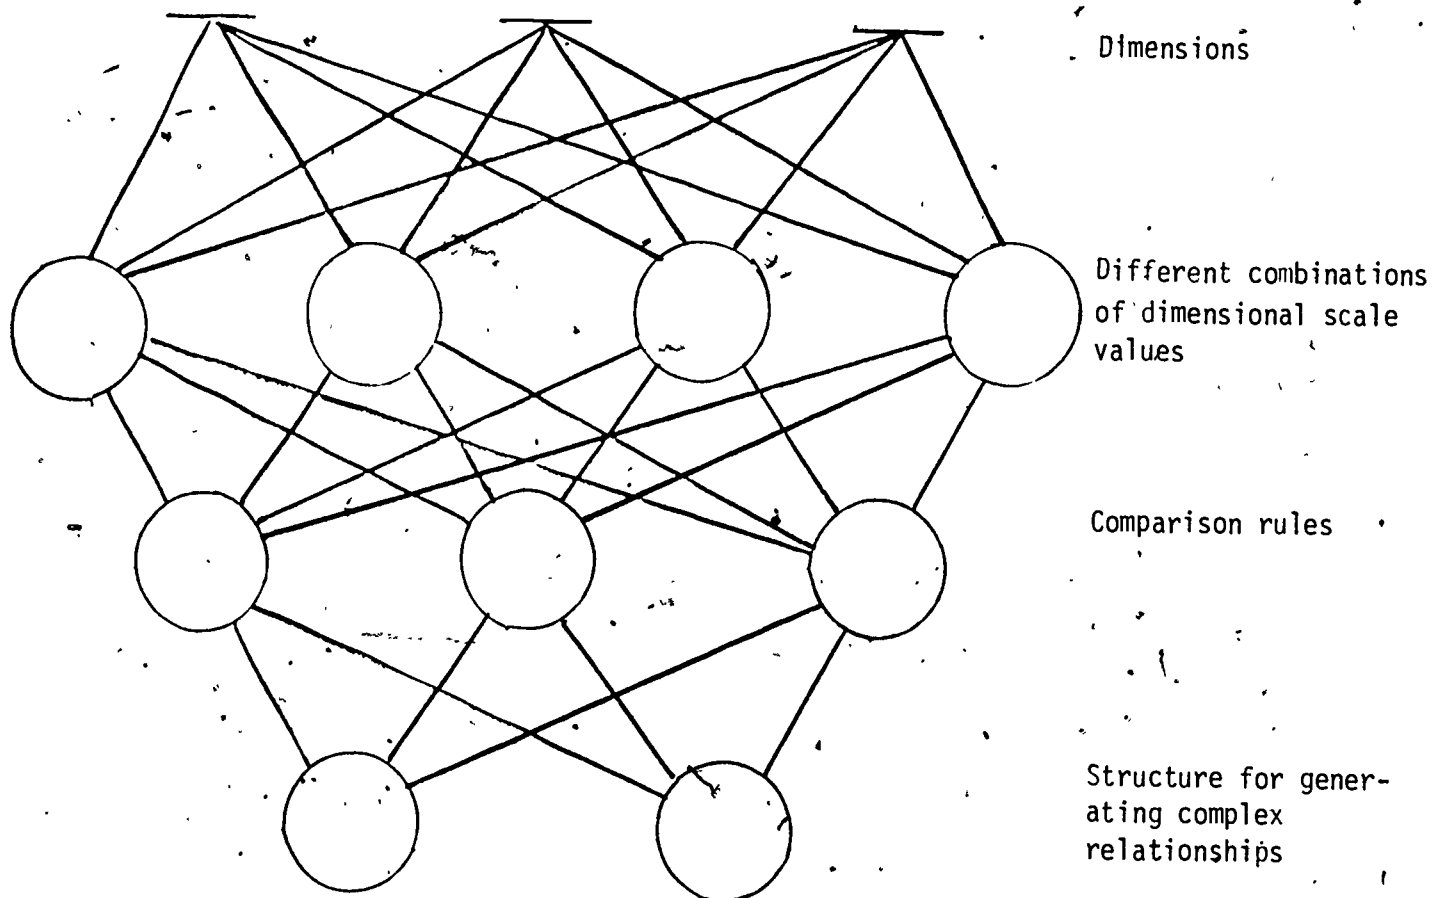 Dimensions
Different combinations
of dimensional scale
values
Comparison rules
Structure for gener-
ating complex
relationships